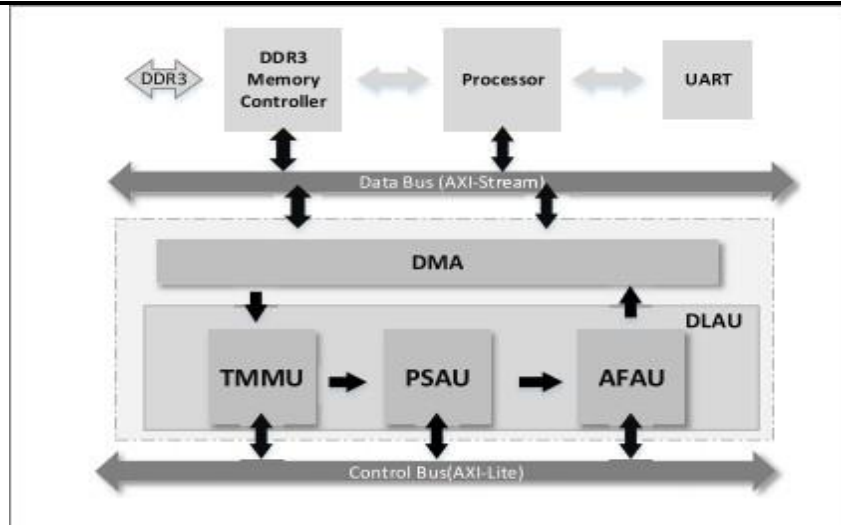 DDR3
DDR3
Memory
Controller
Processor
UART
Data Bus (AXI-Stream)
DMA
DLAU
TMMU
PSAU
AFAU
Control Bus(AXI-Lite)